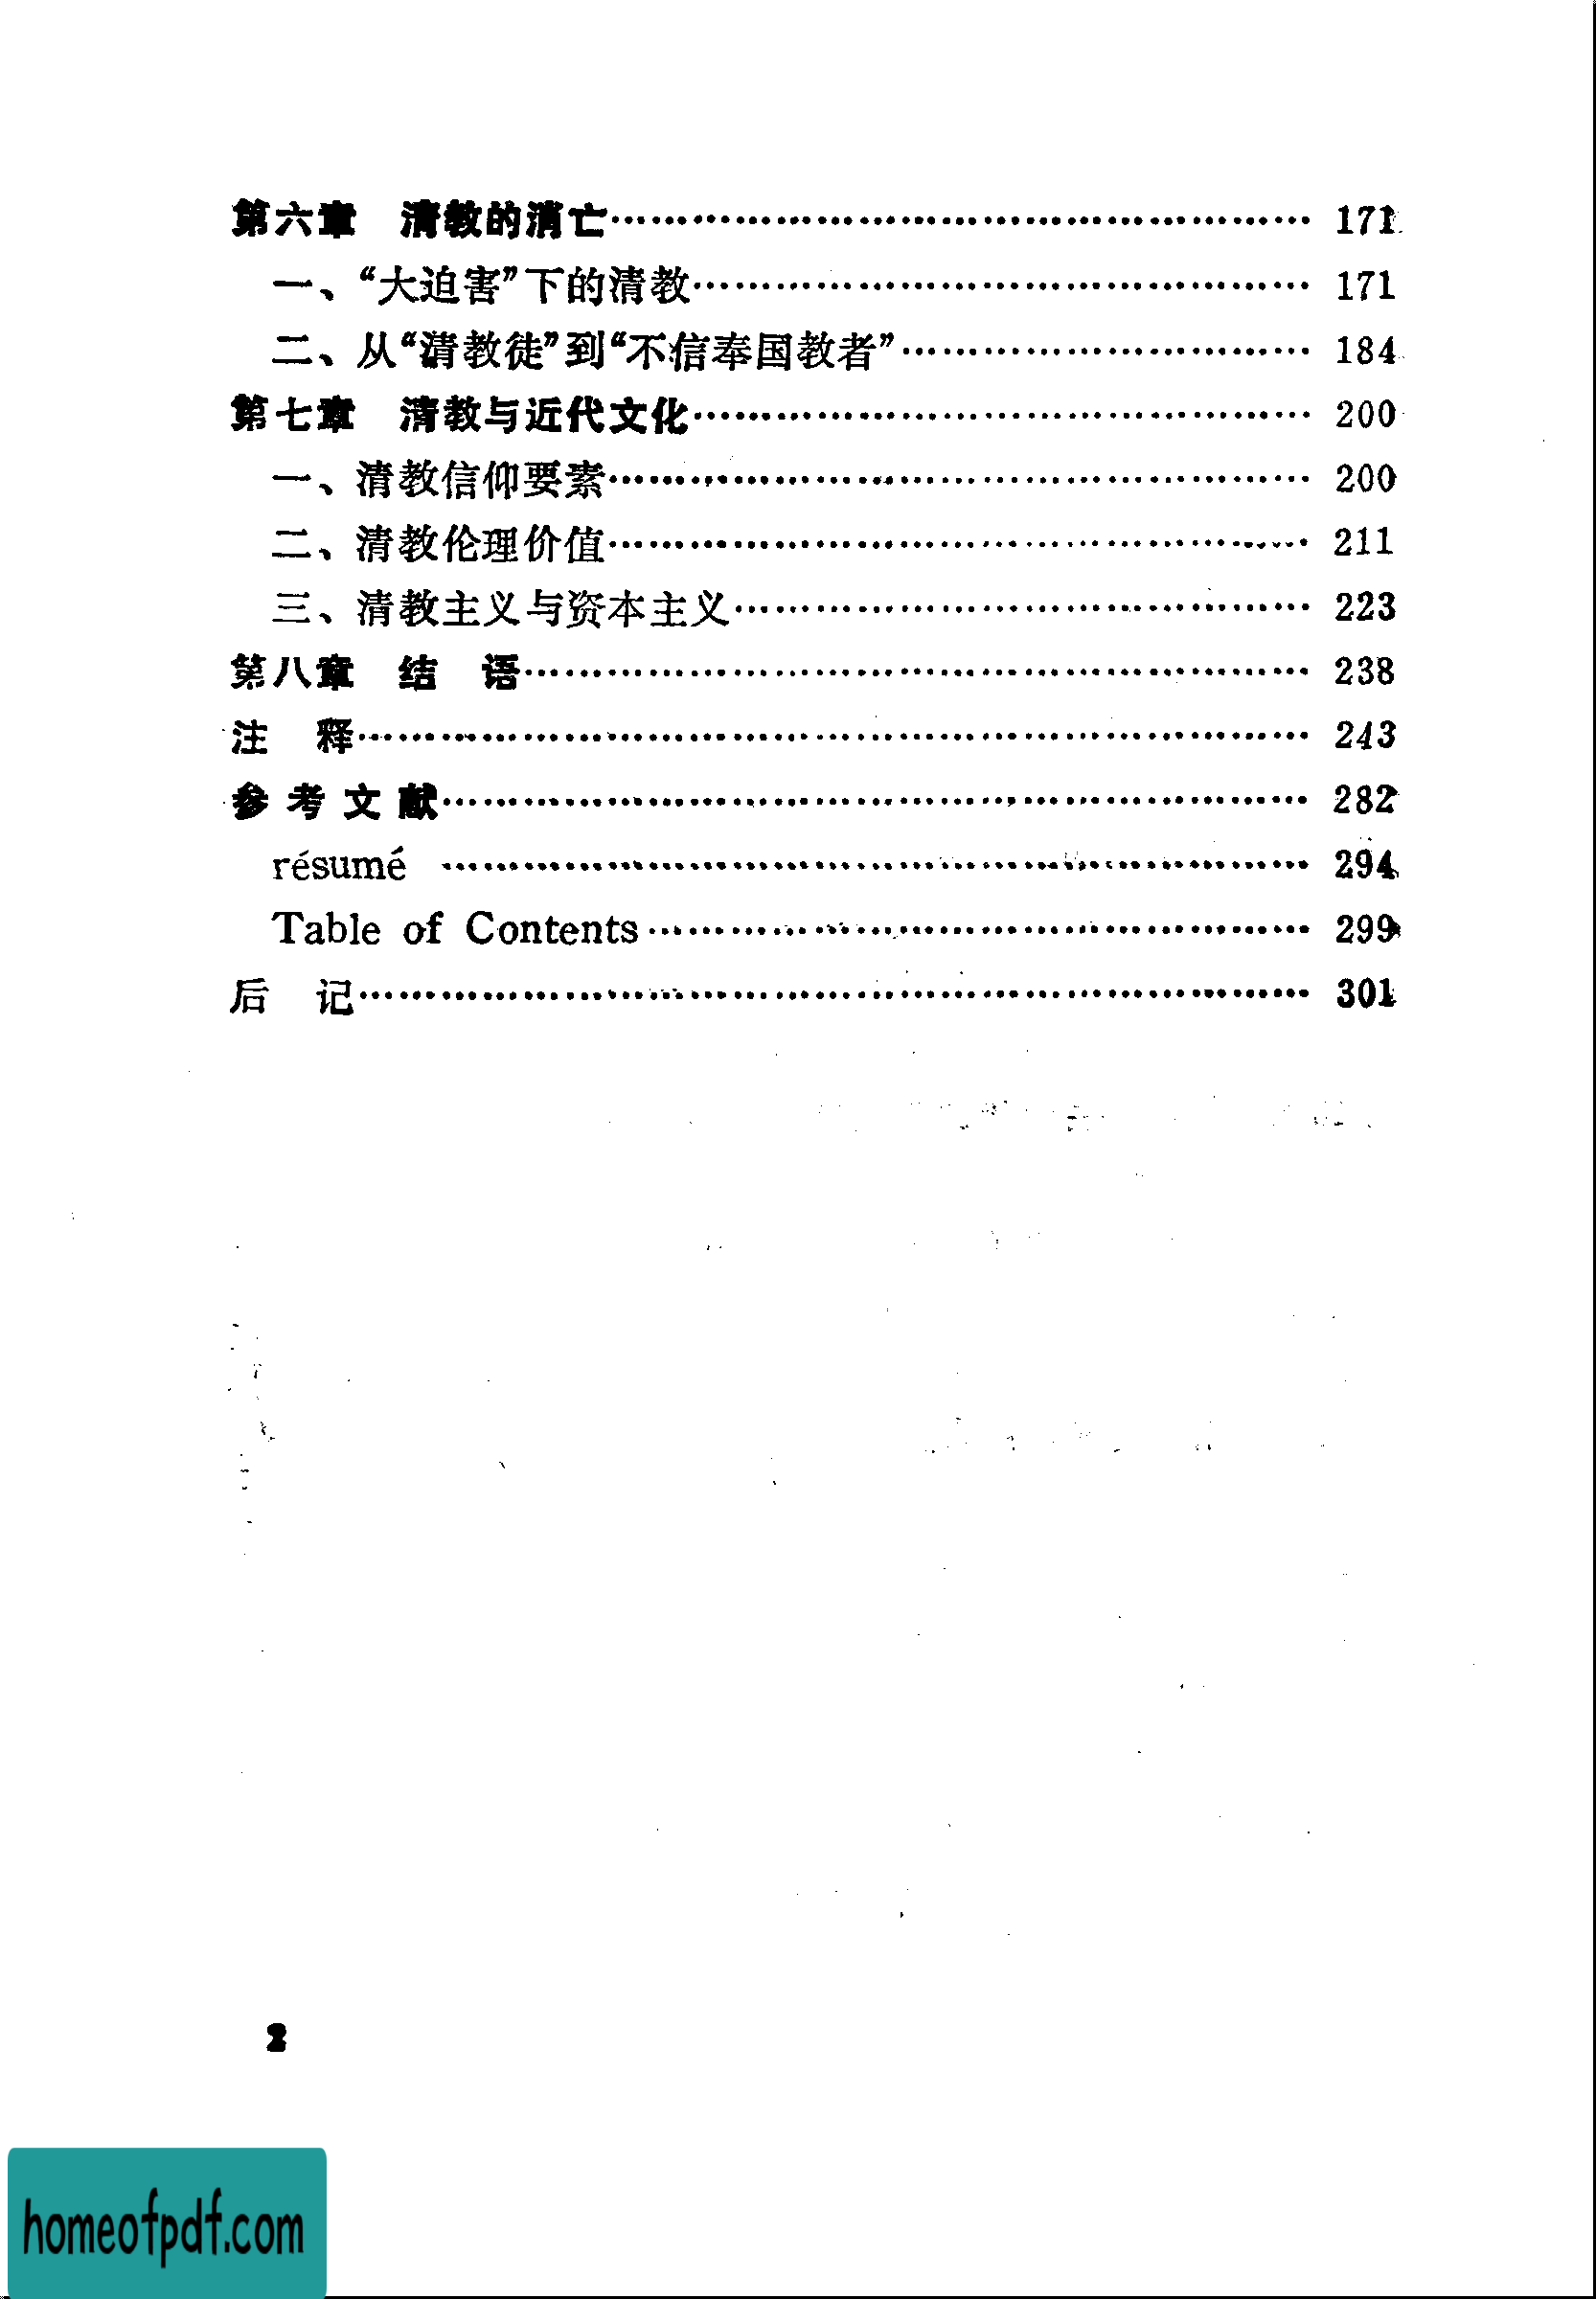 第六章　清教的消亡…………………………………………… 171
一、“大迫害”下的清教……………………………………… 171
二、从“清教徒”到“不信奉国教者”………………………… 184
第七章　清教与近代文化……………………………………… 200
一、清教信仰要素…………………………………………… 200
二、清教伦理价值…………………………………………… 211
三、清教主义与资本主义…………………………………… 223
第八章　结　语………………………………………………… 238
注　释…………………………………………………………… 243
参 考 文 献……………………………………………………… 282
résumé ……………………………………………………… 294
Table of Contents………………………………………… 299
后　记…………………………………………………………… 301
2
homeofpdf.com